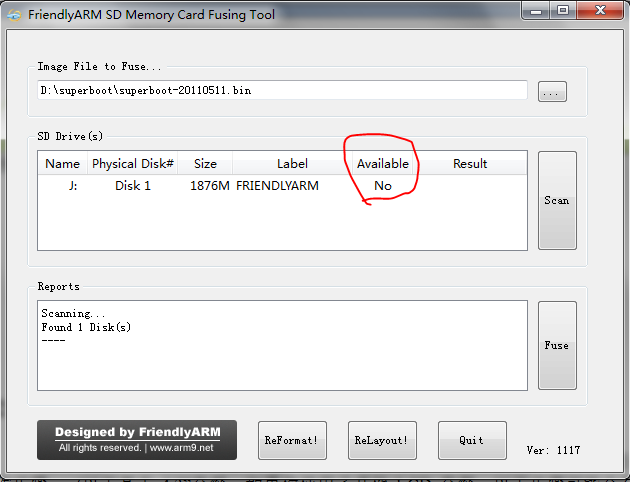 FriendlyARM SD Memory Card Fusing Tool
Image File to Fuse...
D:\superboot\superboot-20110511.bin
...
SD Drive(s)
Name Physical Disk# Size Label Available Result
J: Disk 1 1876M FRIENDLYARM No
Scan
Reports
Scanning...
Found 1 Disk(s)
----
Fuse
Designed by FriendlyARM
All rights reserved. | www.arm9.net
ReFormat!
ReLayout!
Quit
Ver: 1117